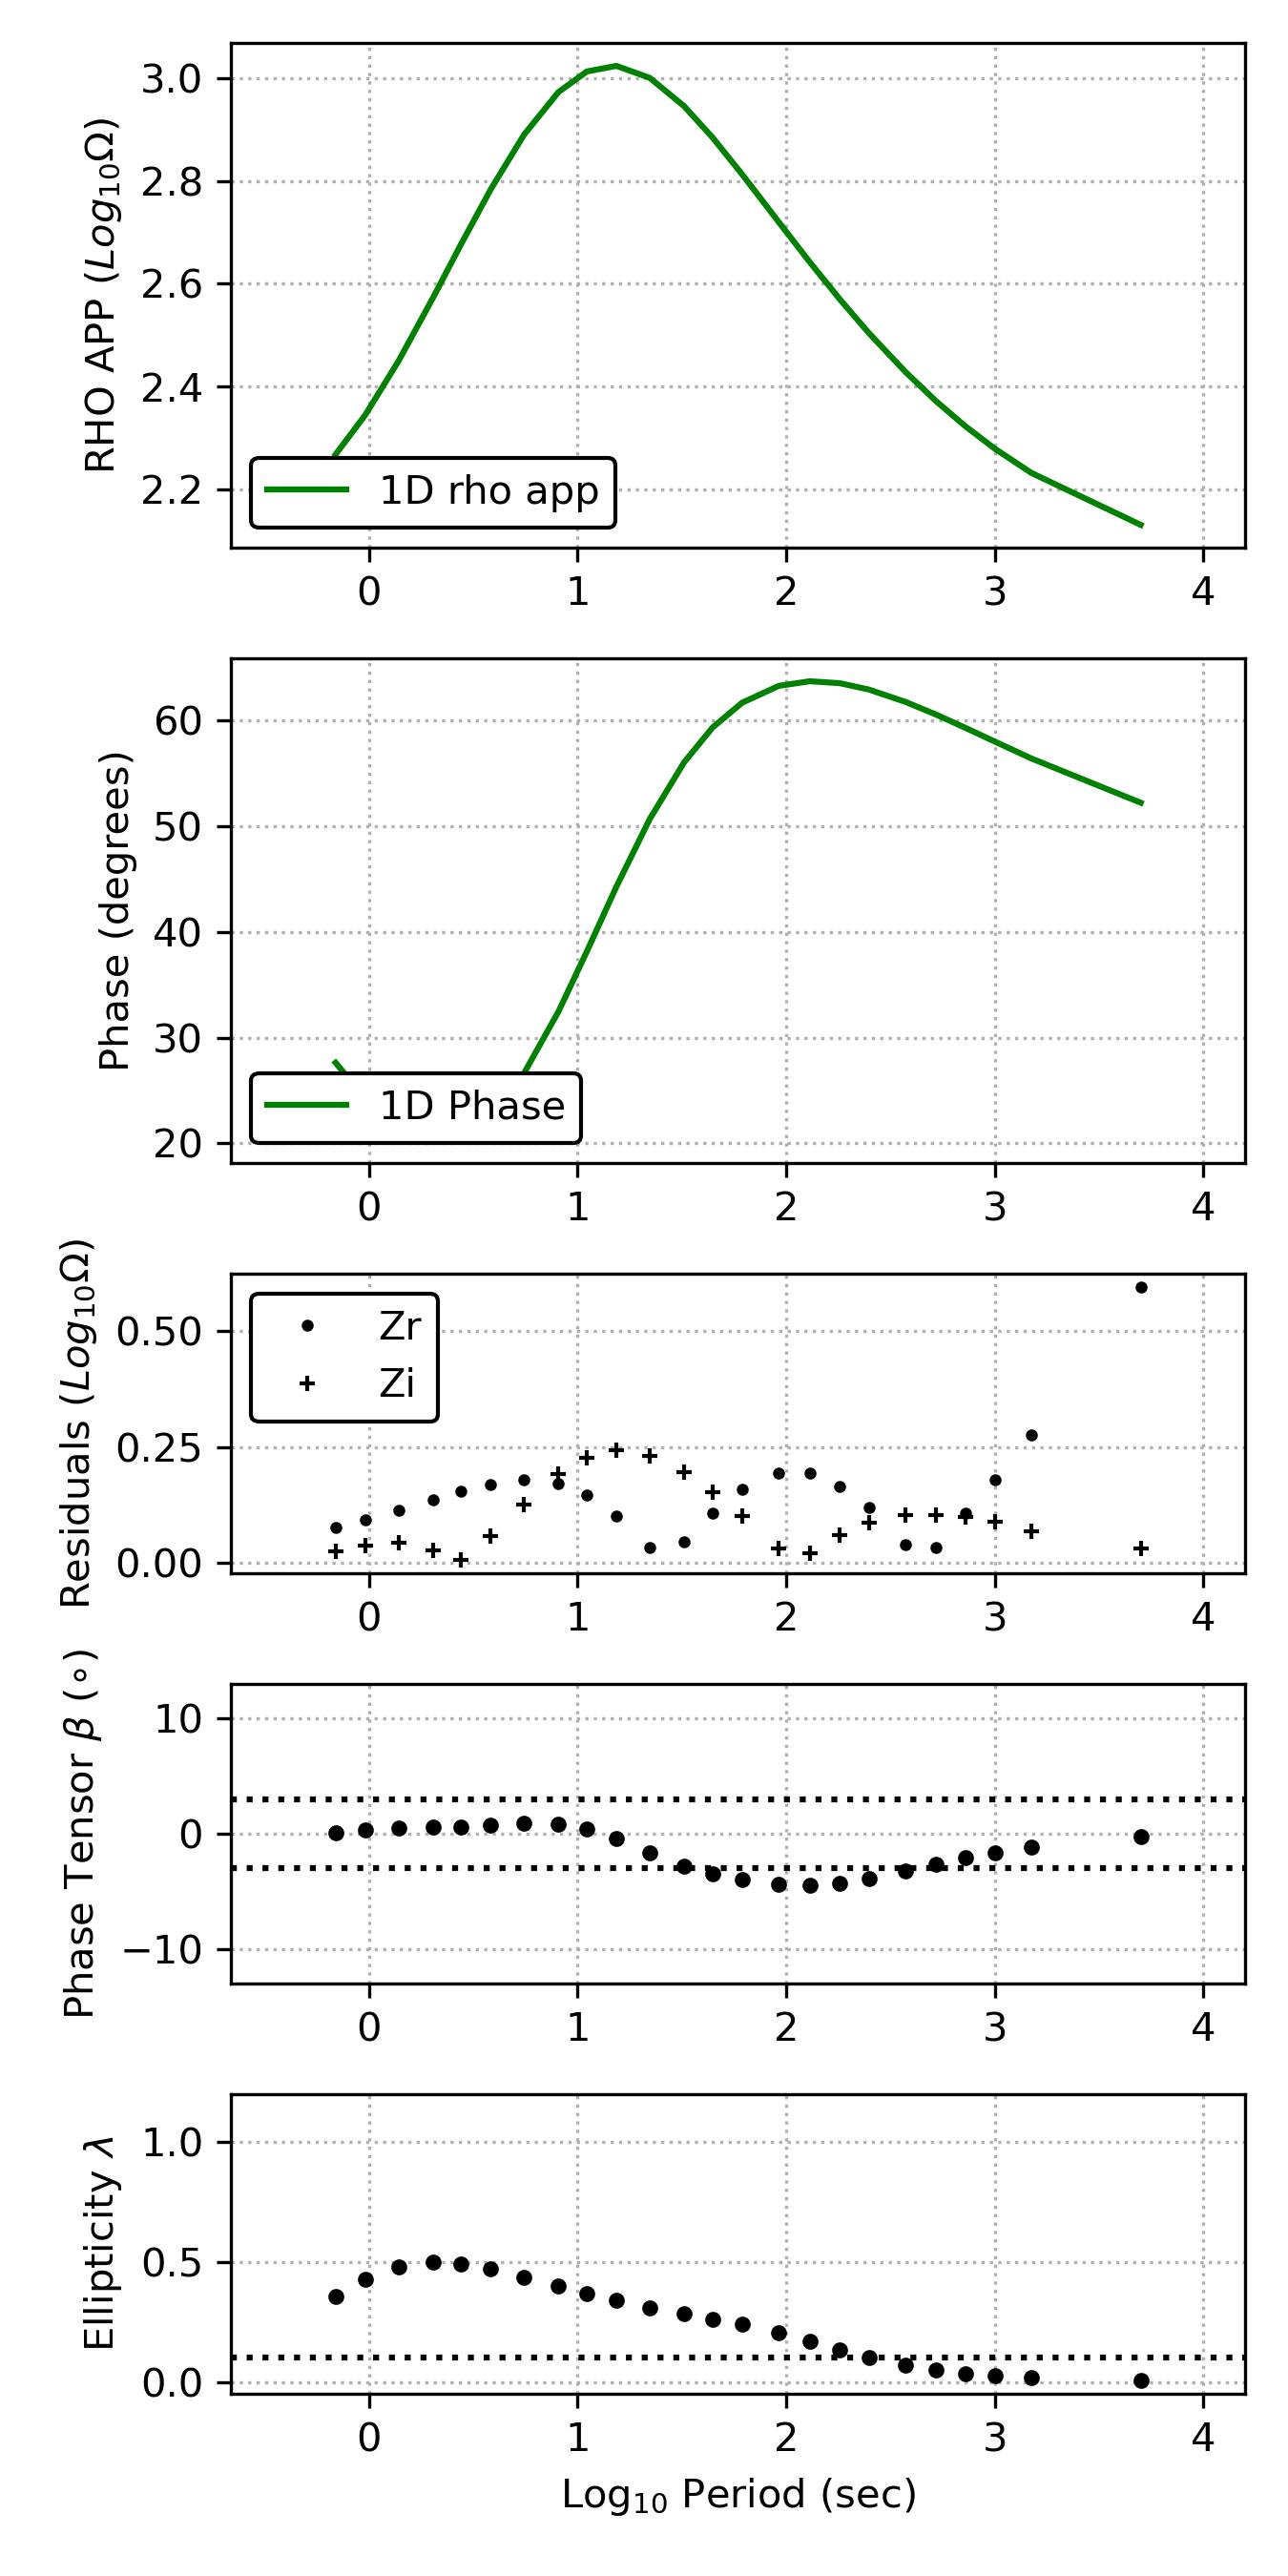 RHO APP (Log₁₀Ω)
3.0
2.8
2.6
2.4
2.2
1D rho app
0 1 2 3 4
Phase (degrees)
60
50
40
30
20
1D Phase
0 1 2 3 4
Residuals (Log₁₀Ω)
0.50
0.25
0.00
Zr
Zi
0 1 2 3 4
Phase Tensor β (∘)
10
0
−10
0 1 2 3 4
Ellipticity λ
1.0
0.5
0.0
0 1 2 3 4
Log₁₀ Period (sec)